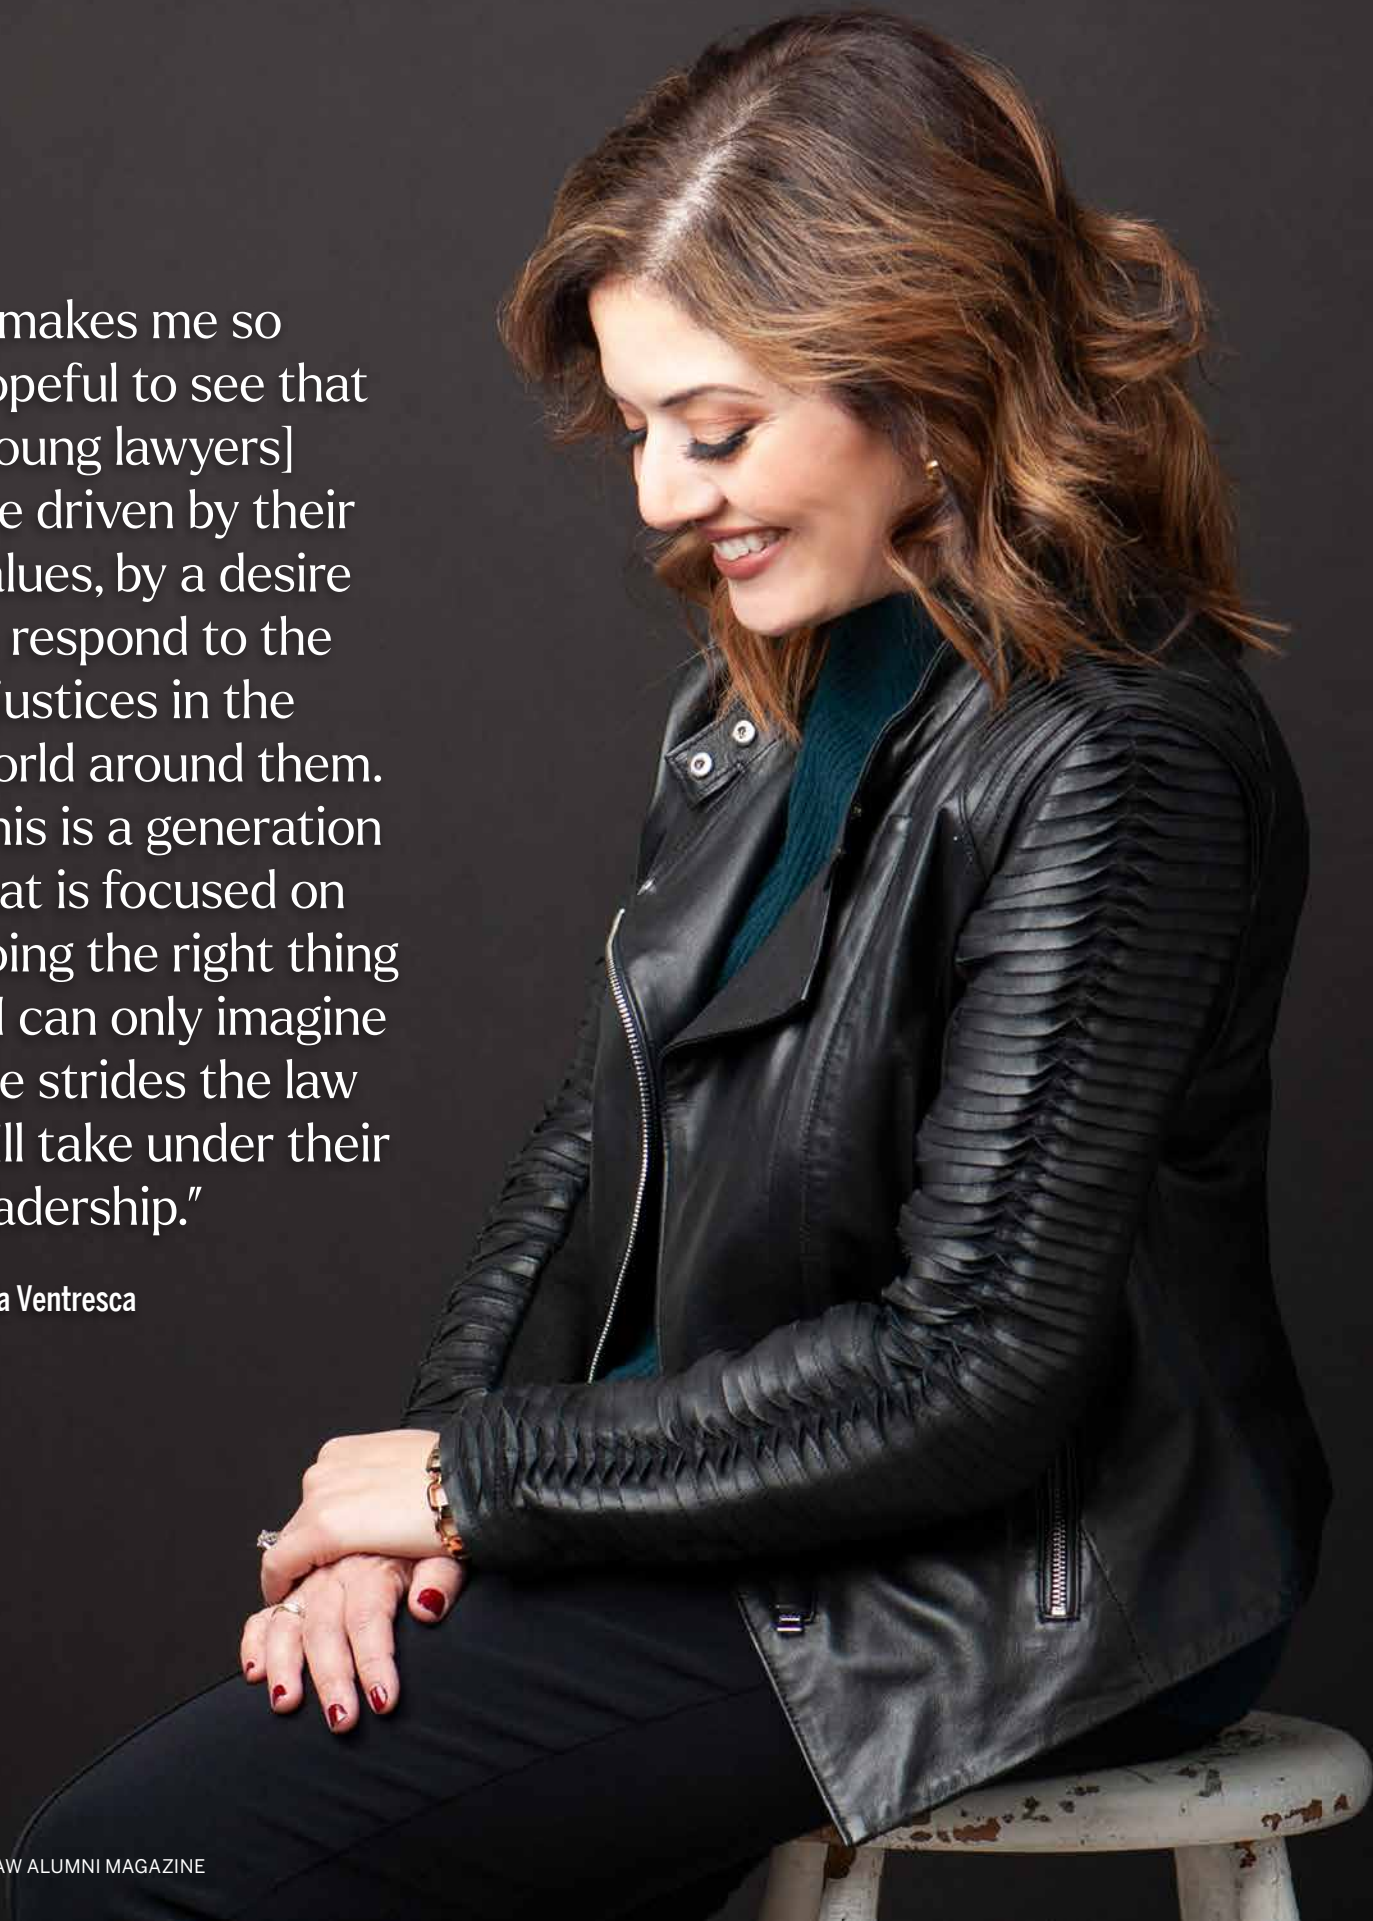 makes me so
opeful to see that
oung lawyers]
e driven by their
alues, by a desire
respond to the
justices in the
orld around them.
his is a generation
at is focused on
oing the right thing
I can only imagine
e strides the law
ll take under their
adership."
a Ventresca
AW ALUMNI MAGAZINE